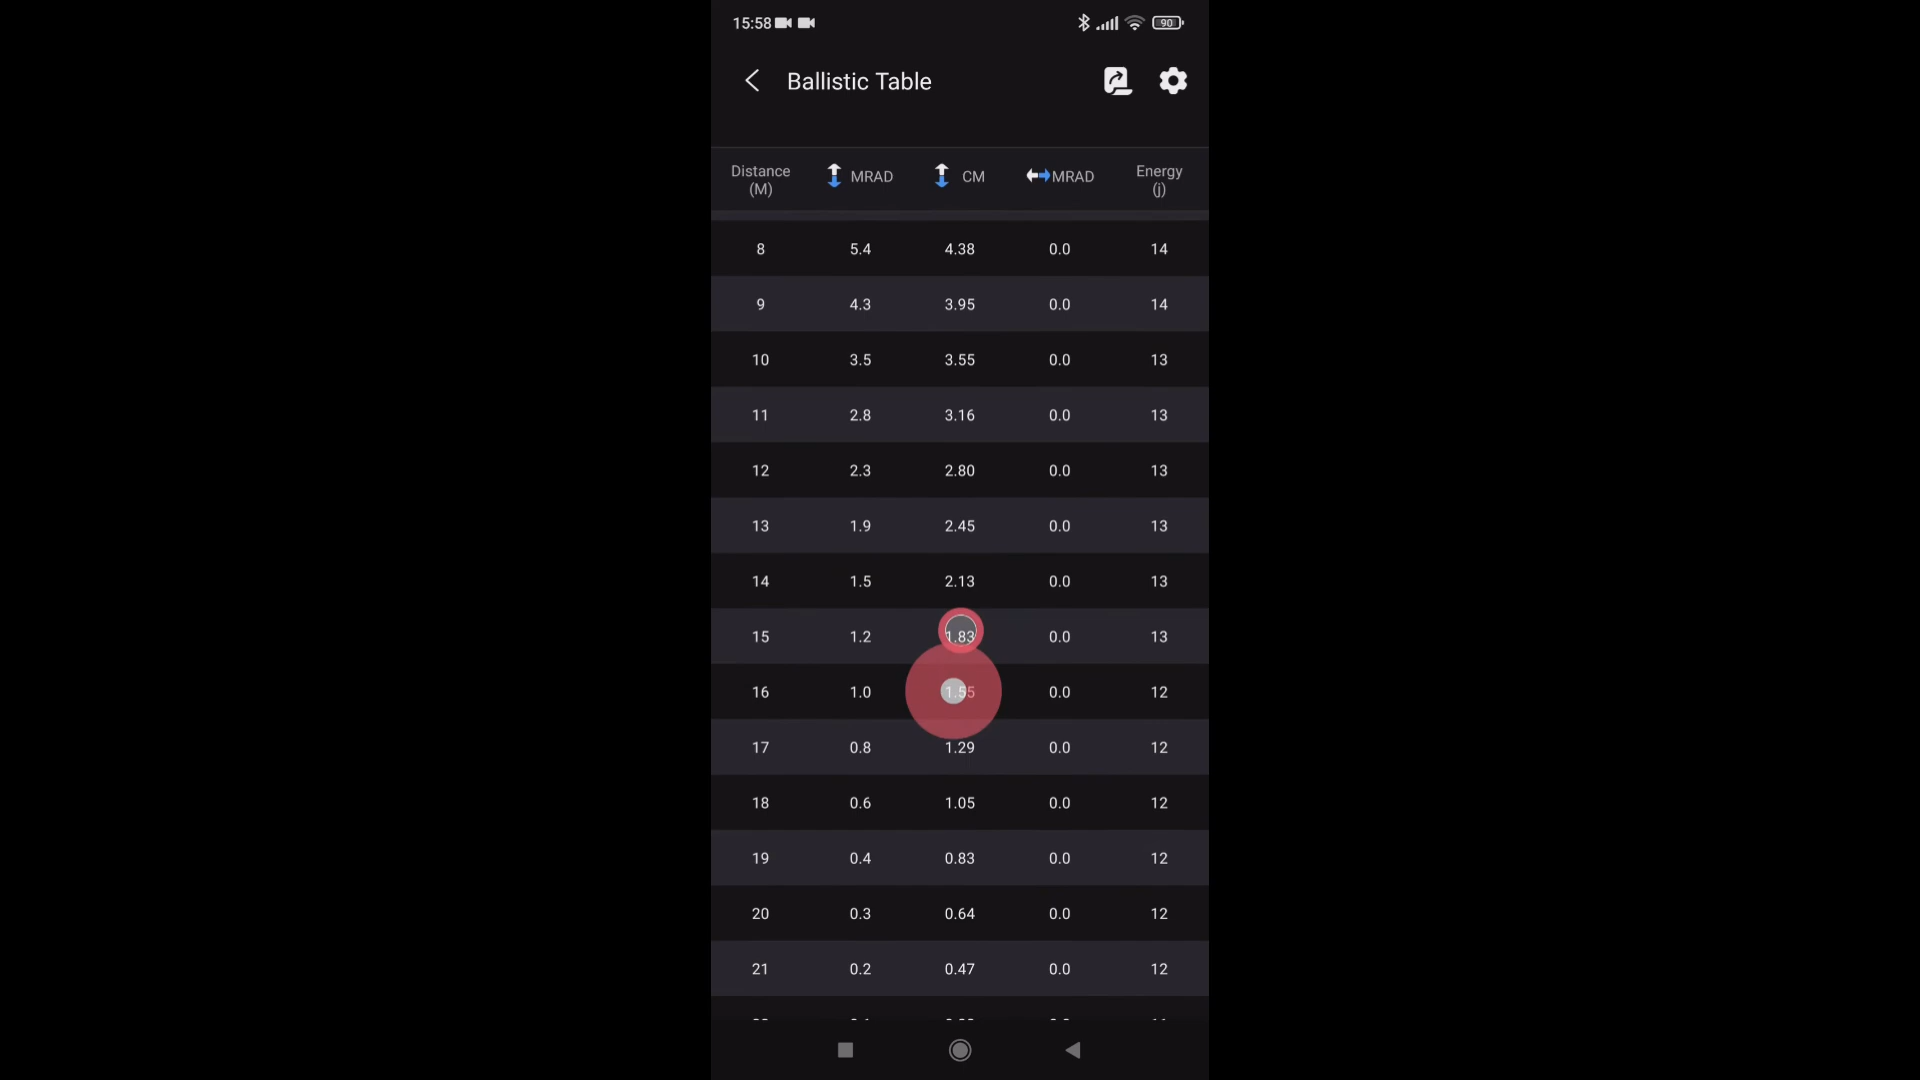 15:58 90
Ballistic Table
Distance (M) MRAD CM MRAD Energy (j)
8 5.4 4.38 0.0 14
9 4.3 3.95 0.0 14
10 3.5 3.55 0.0 13
11 2.8 3.16 0.0 13
12 2.3 2.80 0.0 13
13 1.9 2.45 0.0 13
14 1.5 2.13 0.0 13
15 1.2 1.83 0.0 13
16 1.0 1.55 0.0 12
17 0.8 1.29 0.0 12
18 0.6 1.05 0.0 12
19 0.4 0.83 0.0 12
20 0.3 0.64 0.0 12
21 0.2 0.47 0.0 12